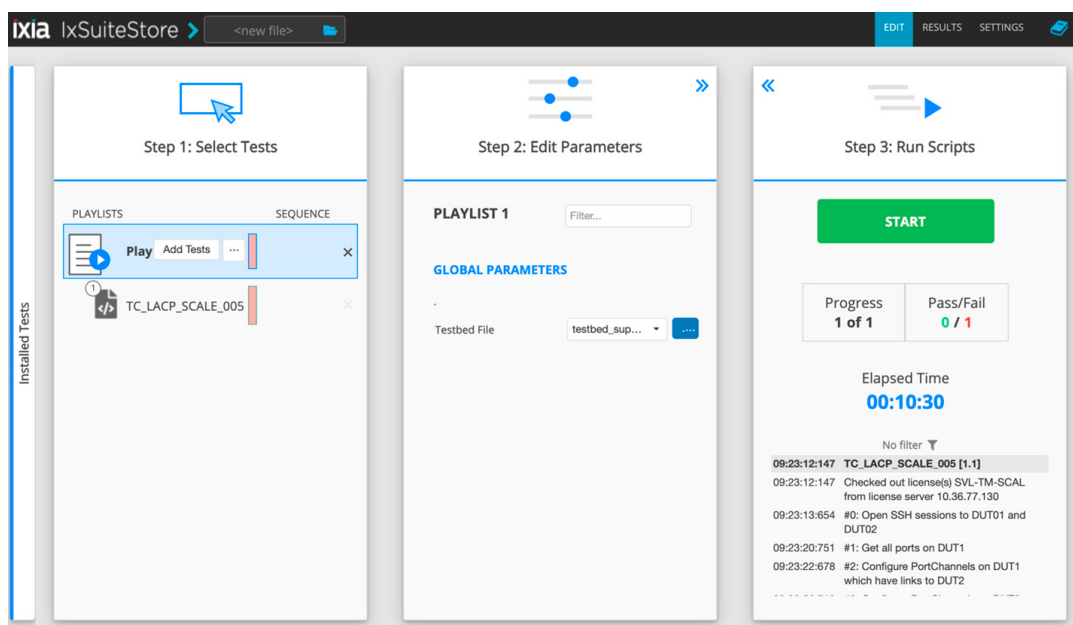 ixia IxSuiteStore <new file> EDIT RESULTS SETTINGS
Installed Tests
Step 1: Select Tests
PLAYLISTS SEQUENCE
Play Add Tests ...
1
TC_LACP_SCALE_005
Step 2: Edit Parameters
PLAYLIST 1 Filter...
GLOBAL PARAMETERS
.
Testbed File testbed_sup... ....
Step 3: Run Scripts
START
Progress Pass/Fail
1 of 1 0 / 1
Elapsed Time
00:10:30
No filter
09:23:12:147 TC_LACP_SCALE_005 [1.1]
09:23:12:147 Checked out license(s) SVL-TM-SCAL
from license server 10.36.77.130
09:23:13:654 #0: Open SSH sessions to DUT01 and
DUT02
09:23:20:751 #1: Get all ports on DUT1
09:23:22:678 #2: Configure PortChannels on DUT1
which have links to DUT2